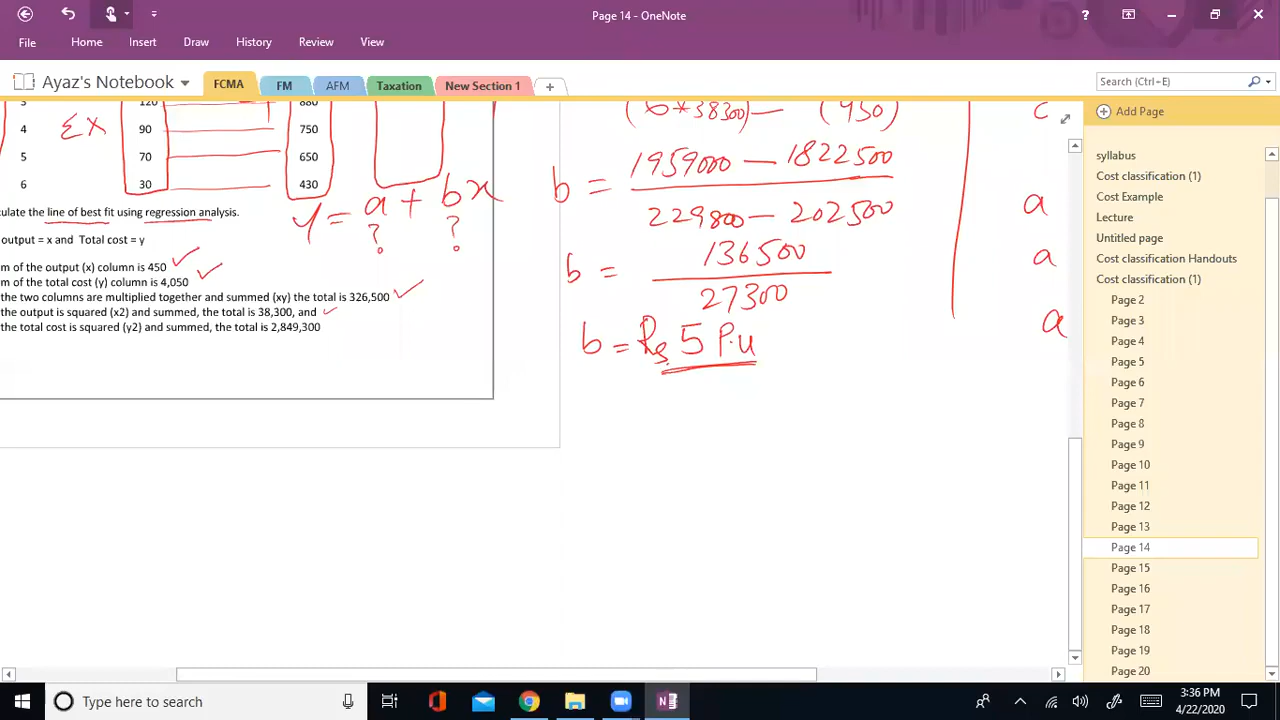 Page 14 - OneNote
?
File Home Insert Draw History Review View
Ayaz's Notebook FCMA FM AFM Taxation New Section 1 +
Search (Ctrl+E)
Add Page
3 120 880
4 90 750
5 70 650
6 30 430
ΣX
culate the line of best fit using regression analysis.
y = a + bx
? ?
output = x and Total cost = y
m of the output (x) column is 450
m of the total cost (y) column is 4,050
the two columns are multiplied together and summed (xy) the total is 326,500
the output is squared (x2) and summed, the total is 38,300, and
the total cost is squared (y2) and summed, the total is 2,849,300
(6*38300) — (450)
b = 1959000 — 1822500
229800 — 202500
b = 136500
27300
b = Rs. 5 P.u
c
a
a
a
syllabus
Cost classification (1)
Cost Example
Lecture
Untitled page
Cost classification Handouts
Cost classification (1)
Page 2
Page 3
Page 4
Page 5
Page 6
Page 7
Page 8
Page 9
Page 10
Page 11
Page 12
Page 13
Page 14
Page 15
Page 16
Page 17
Page 18
Page 19
Page 20
Type here to search
3:36 PM
4/22/2020